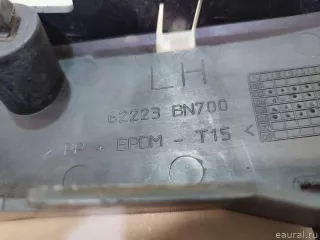 LH
62223 BN700
> PP + EPDM - T15 <
eaural.ru